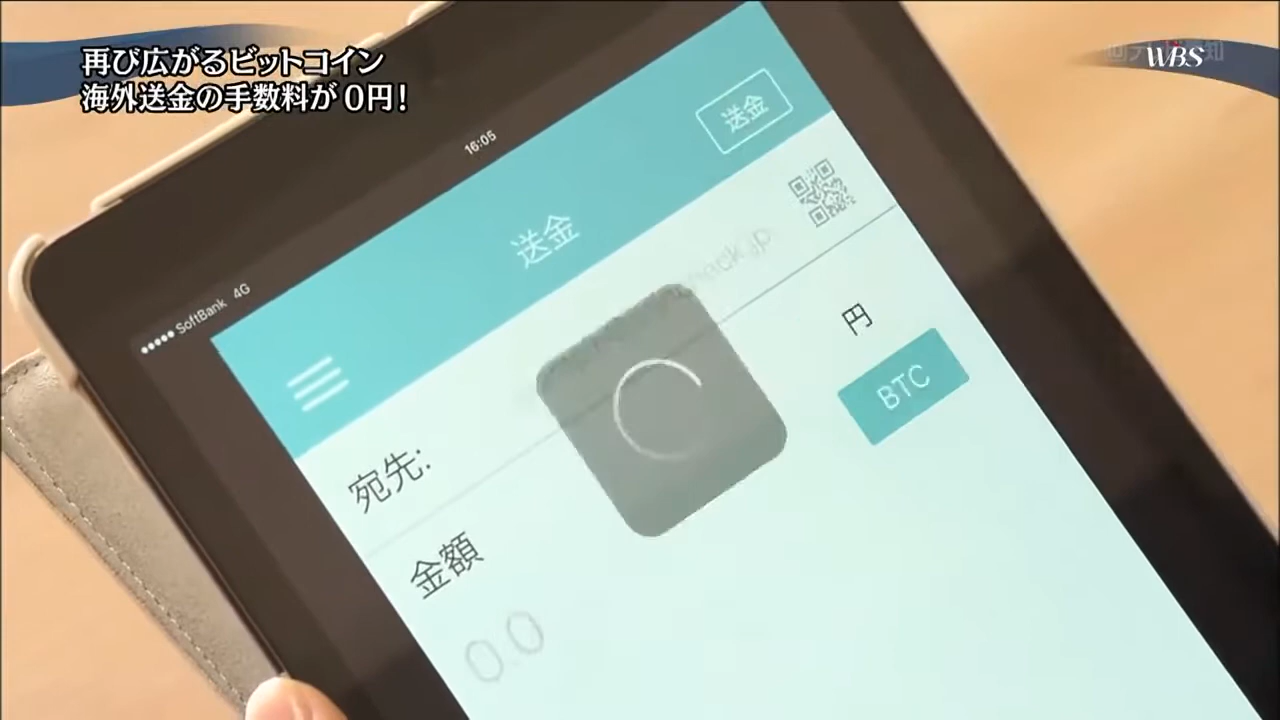 再び広がるビットコイン
海外送金の手数料が0円!
WBS
16:05
送金
●●●●● SoftBank 4G
送金
宛先:
円
BTC
金額
0.0